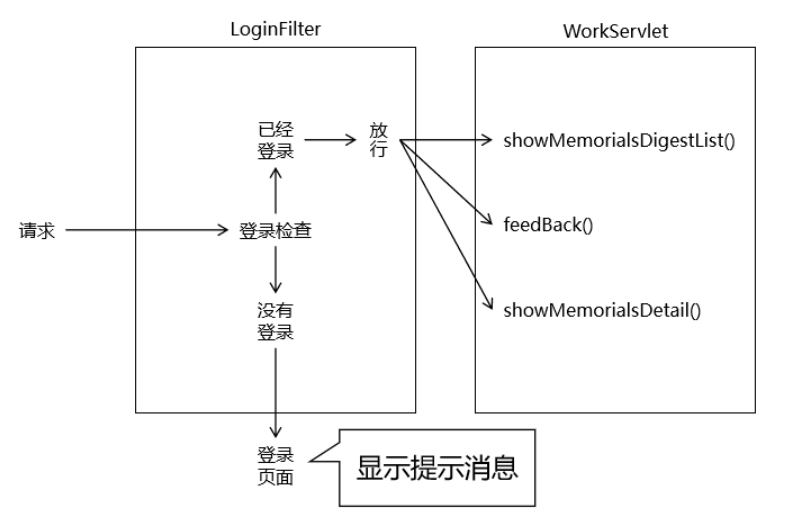 LoginFilter
WorkServlet
已经
登录
放
行
showMemorialsDigestList()
请求
登录检查
feedBack()
没有
登录
showMemorialsDetail()
登录
页面
显示提示消息